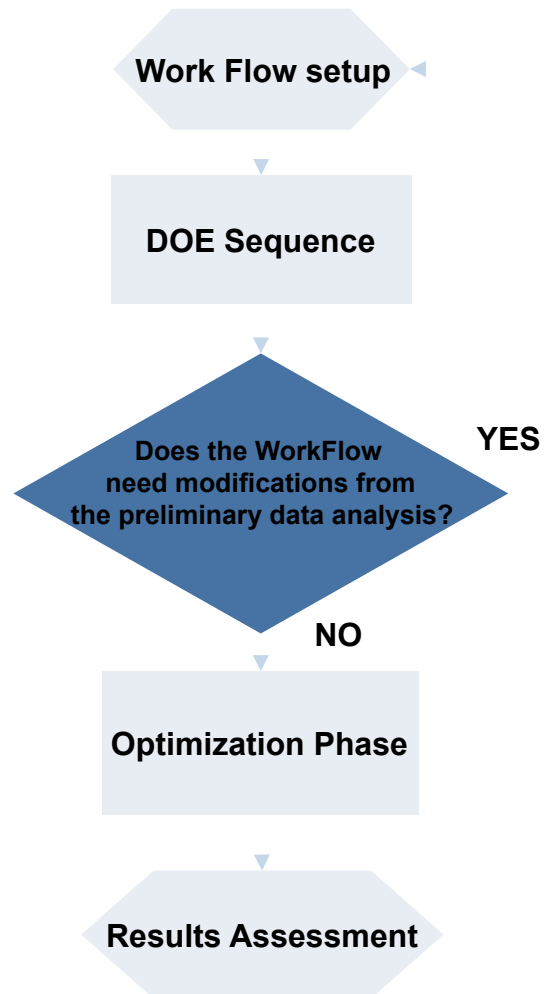 Work Flow setup
DOE Sequence
Does the WorkFlow
YES
need modifications from
the preliminary data analysis?
NO
Optimization Phase
Results Assessment